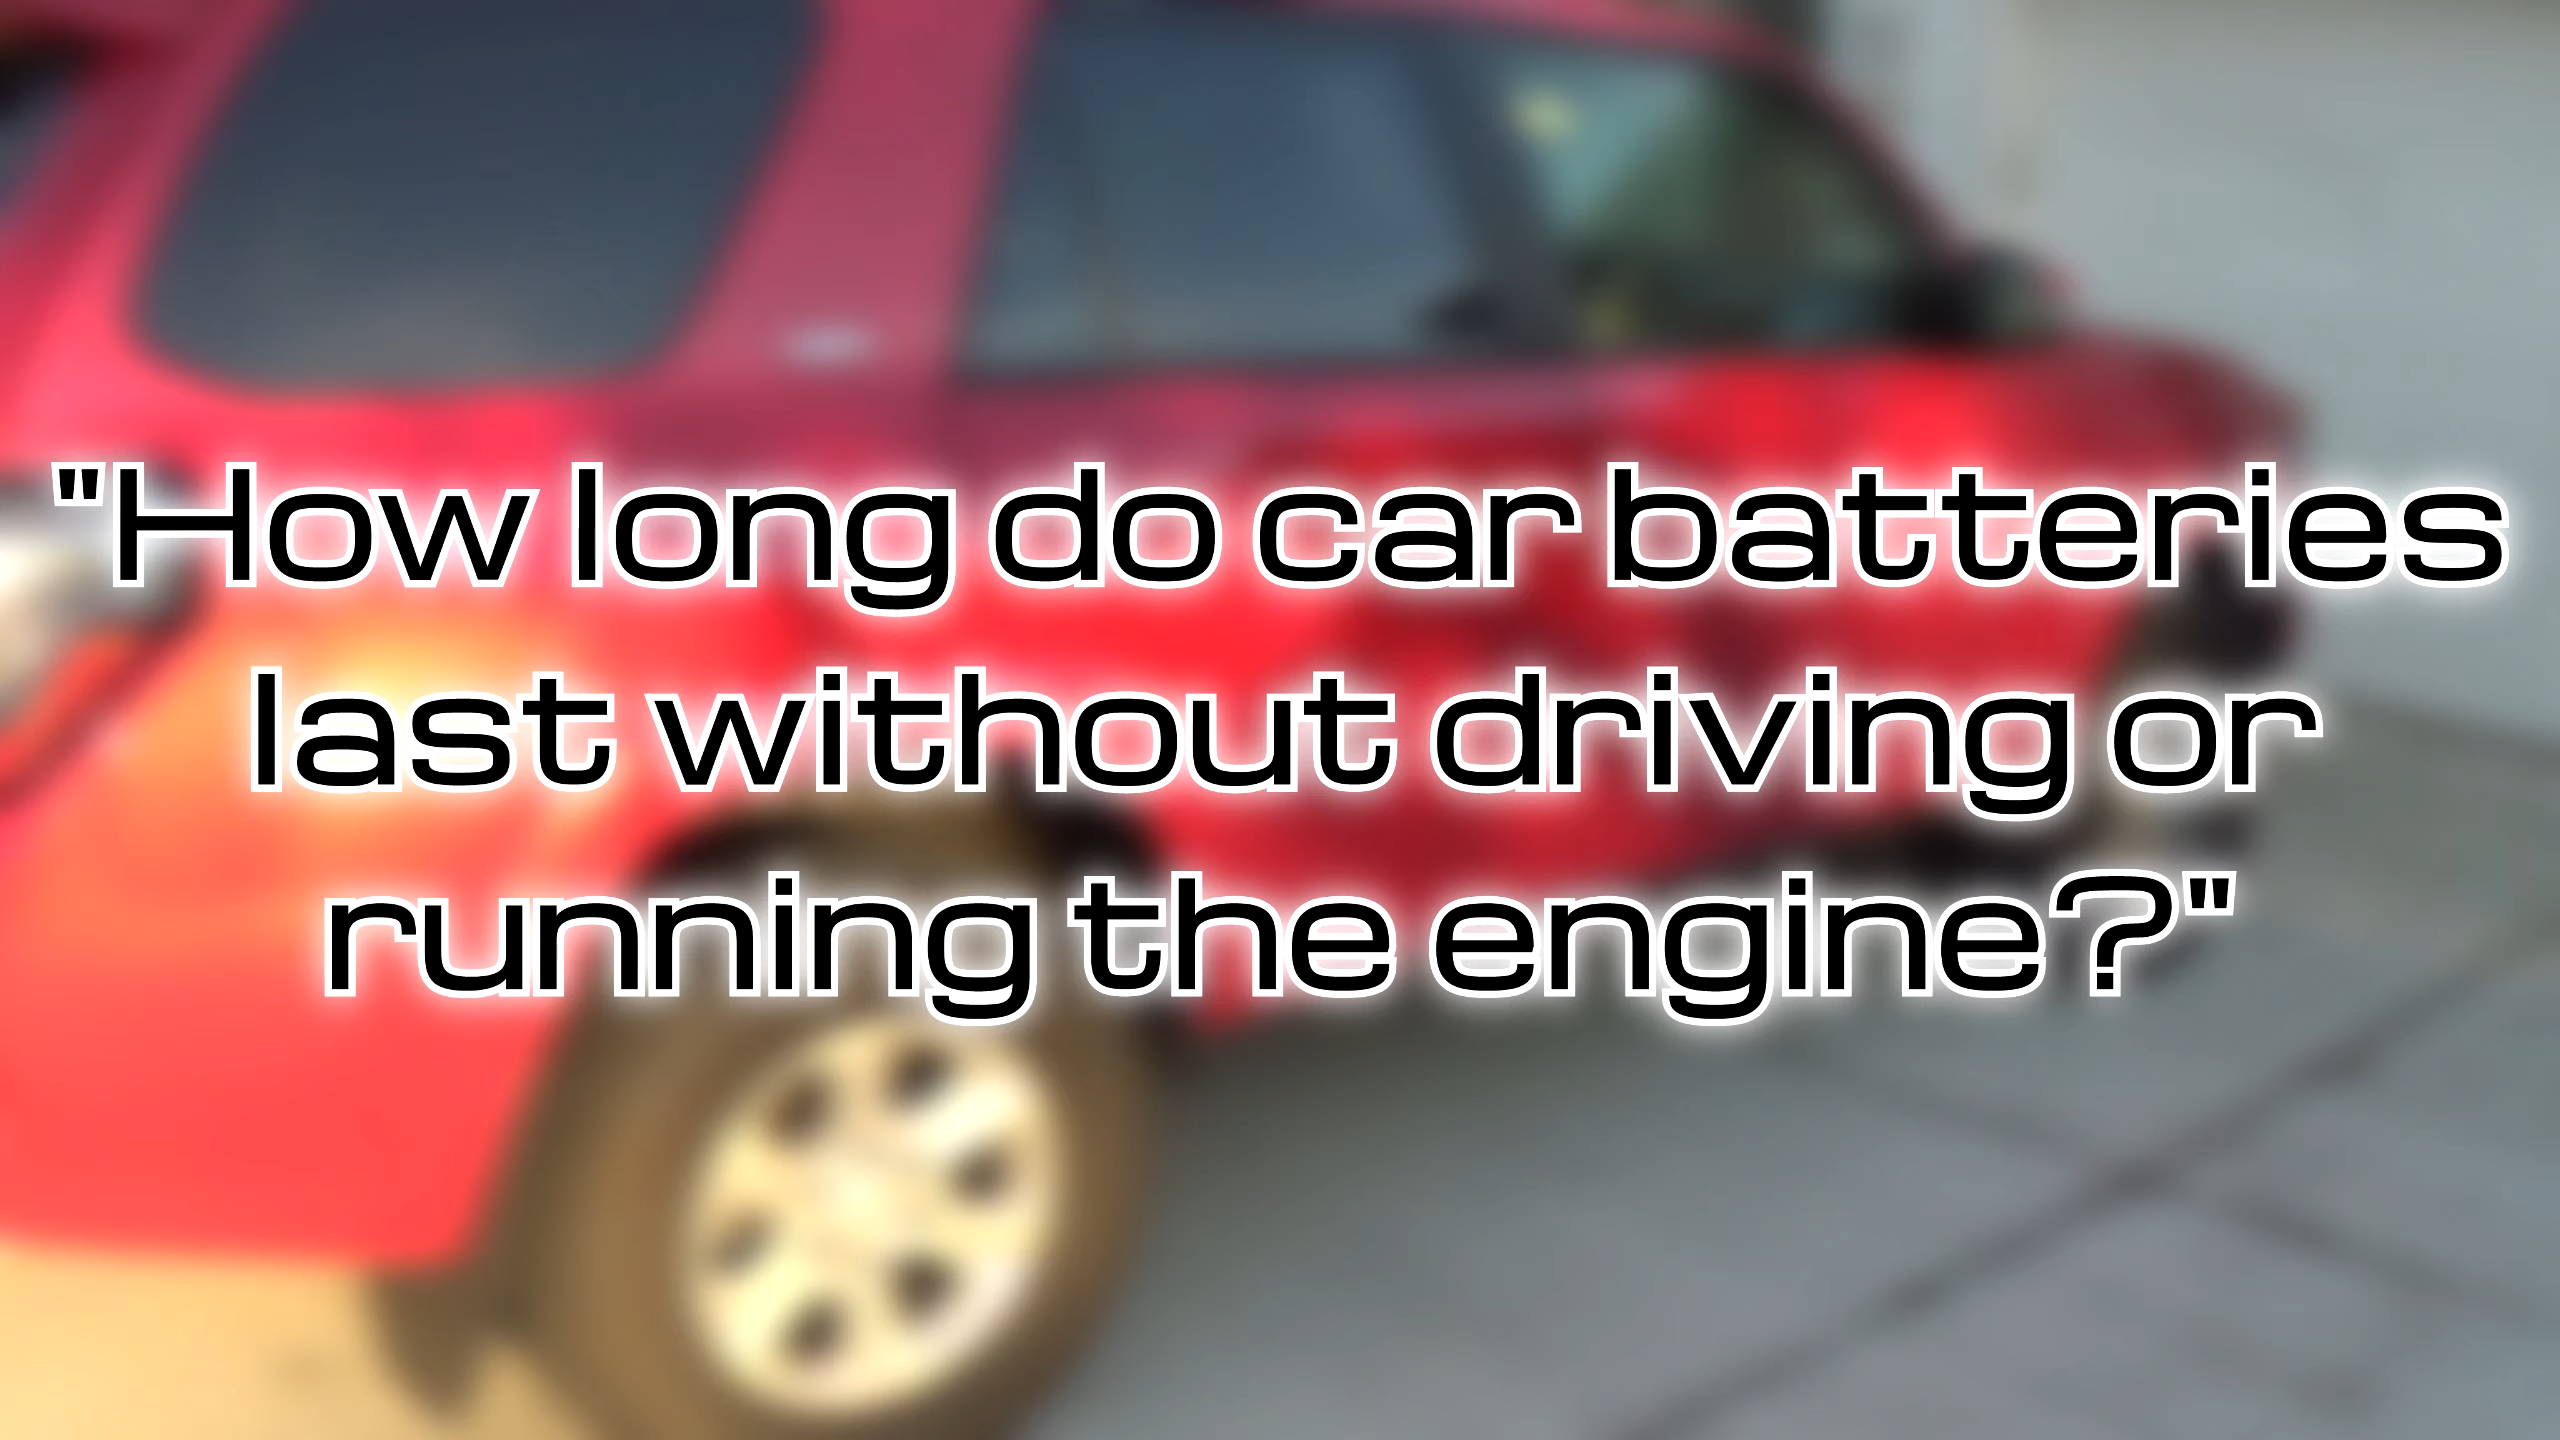 "How long do car batteries
last without driving or
running the engine?"